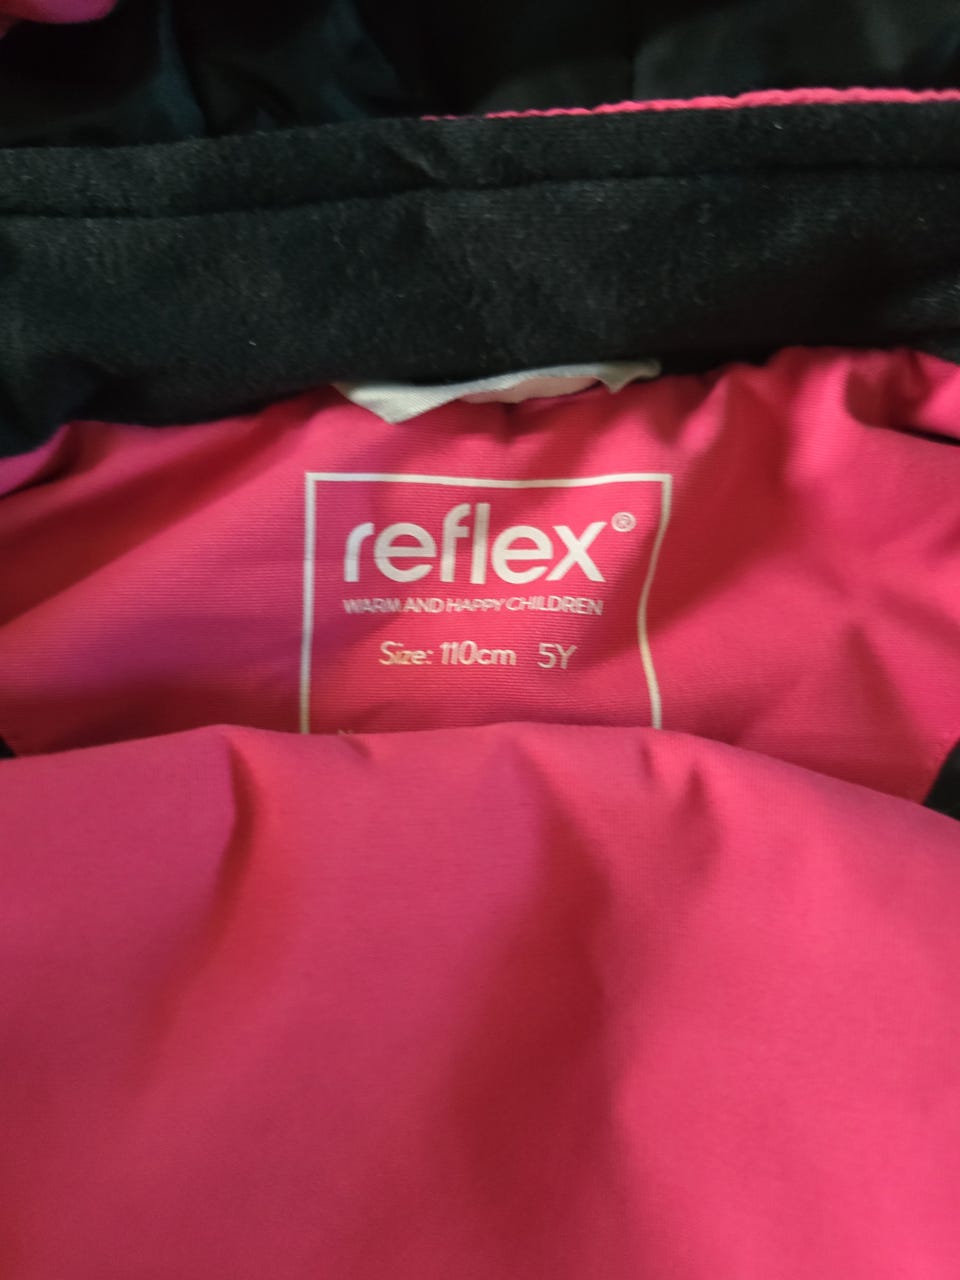 reflex®
WARM AND HAPPY CHILDREN
Size: 110cm 5Y